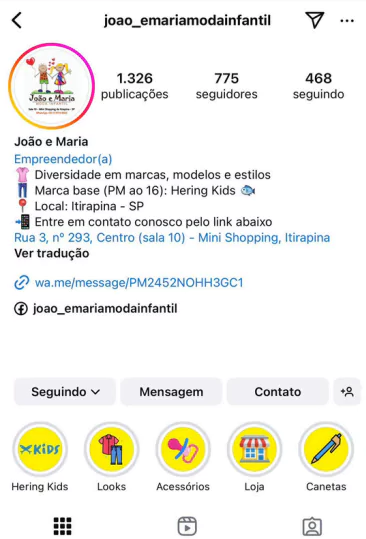 joao_emariamodainfantil
João e Maria
MODA INFANTIL
1.326
publicações
775
seguidores
468
seguindo
João e Maria
Empreendedor(a)
Diversidade em marcas, modelos e estilos
Marca base (PM ao 16): Hering Kids
Local: Itirapina - SP
Entre em contato conosco pelo link abaixo
Rua 3, nº 293, Centro (sala 10) - Mini Shopping, Itirapina
Ver tradução
wa.me/message/PM2452NOHH3GC1
joao_emariamodainfantil
Seguindo
Mensagem
Contato
KiDS
Hering Kids
Looks
Acessórios
Loja
Canetas